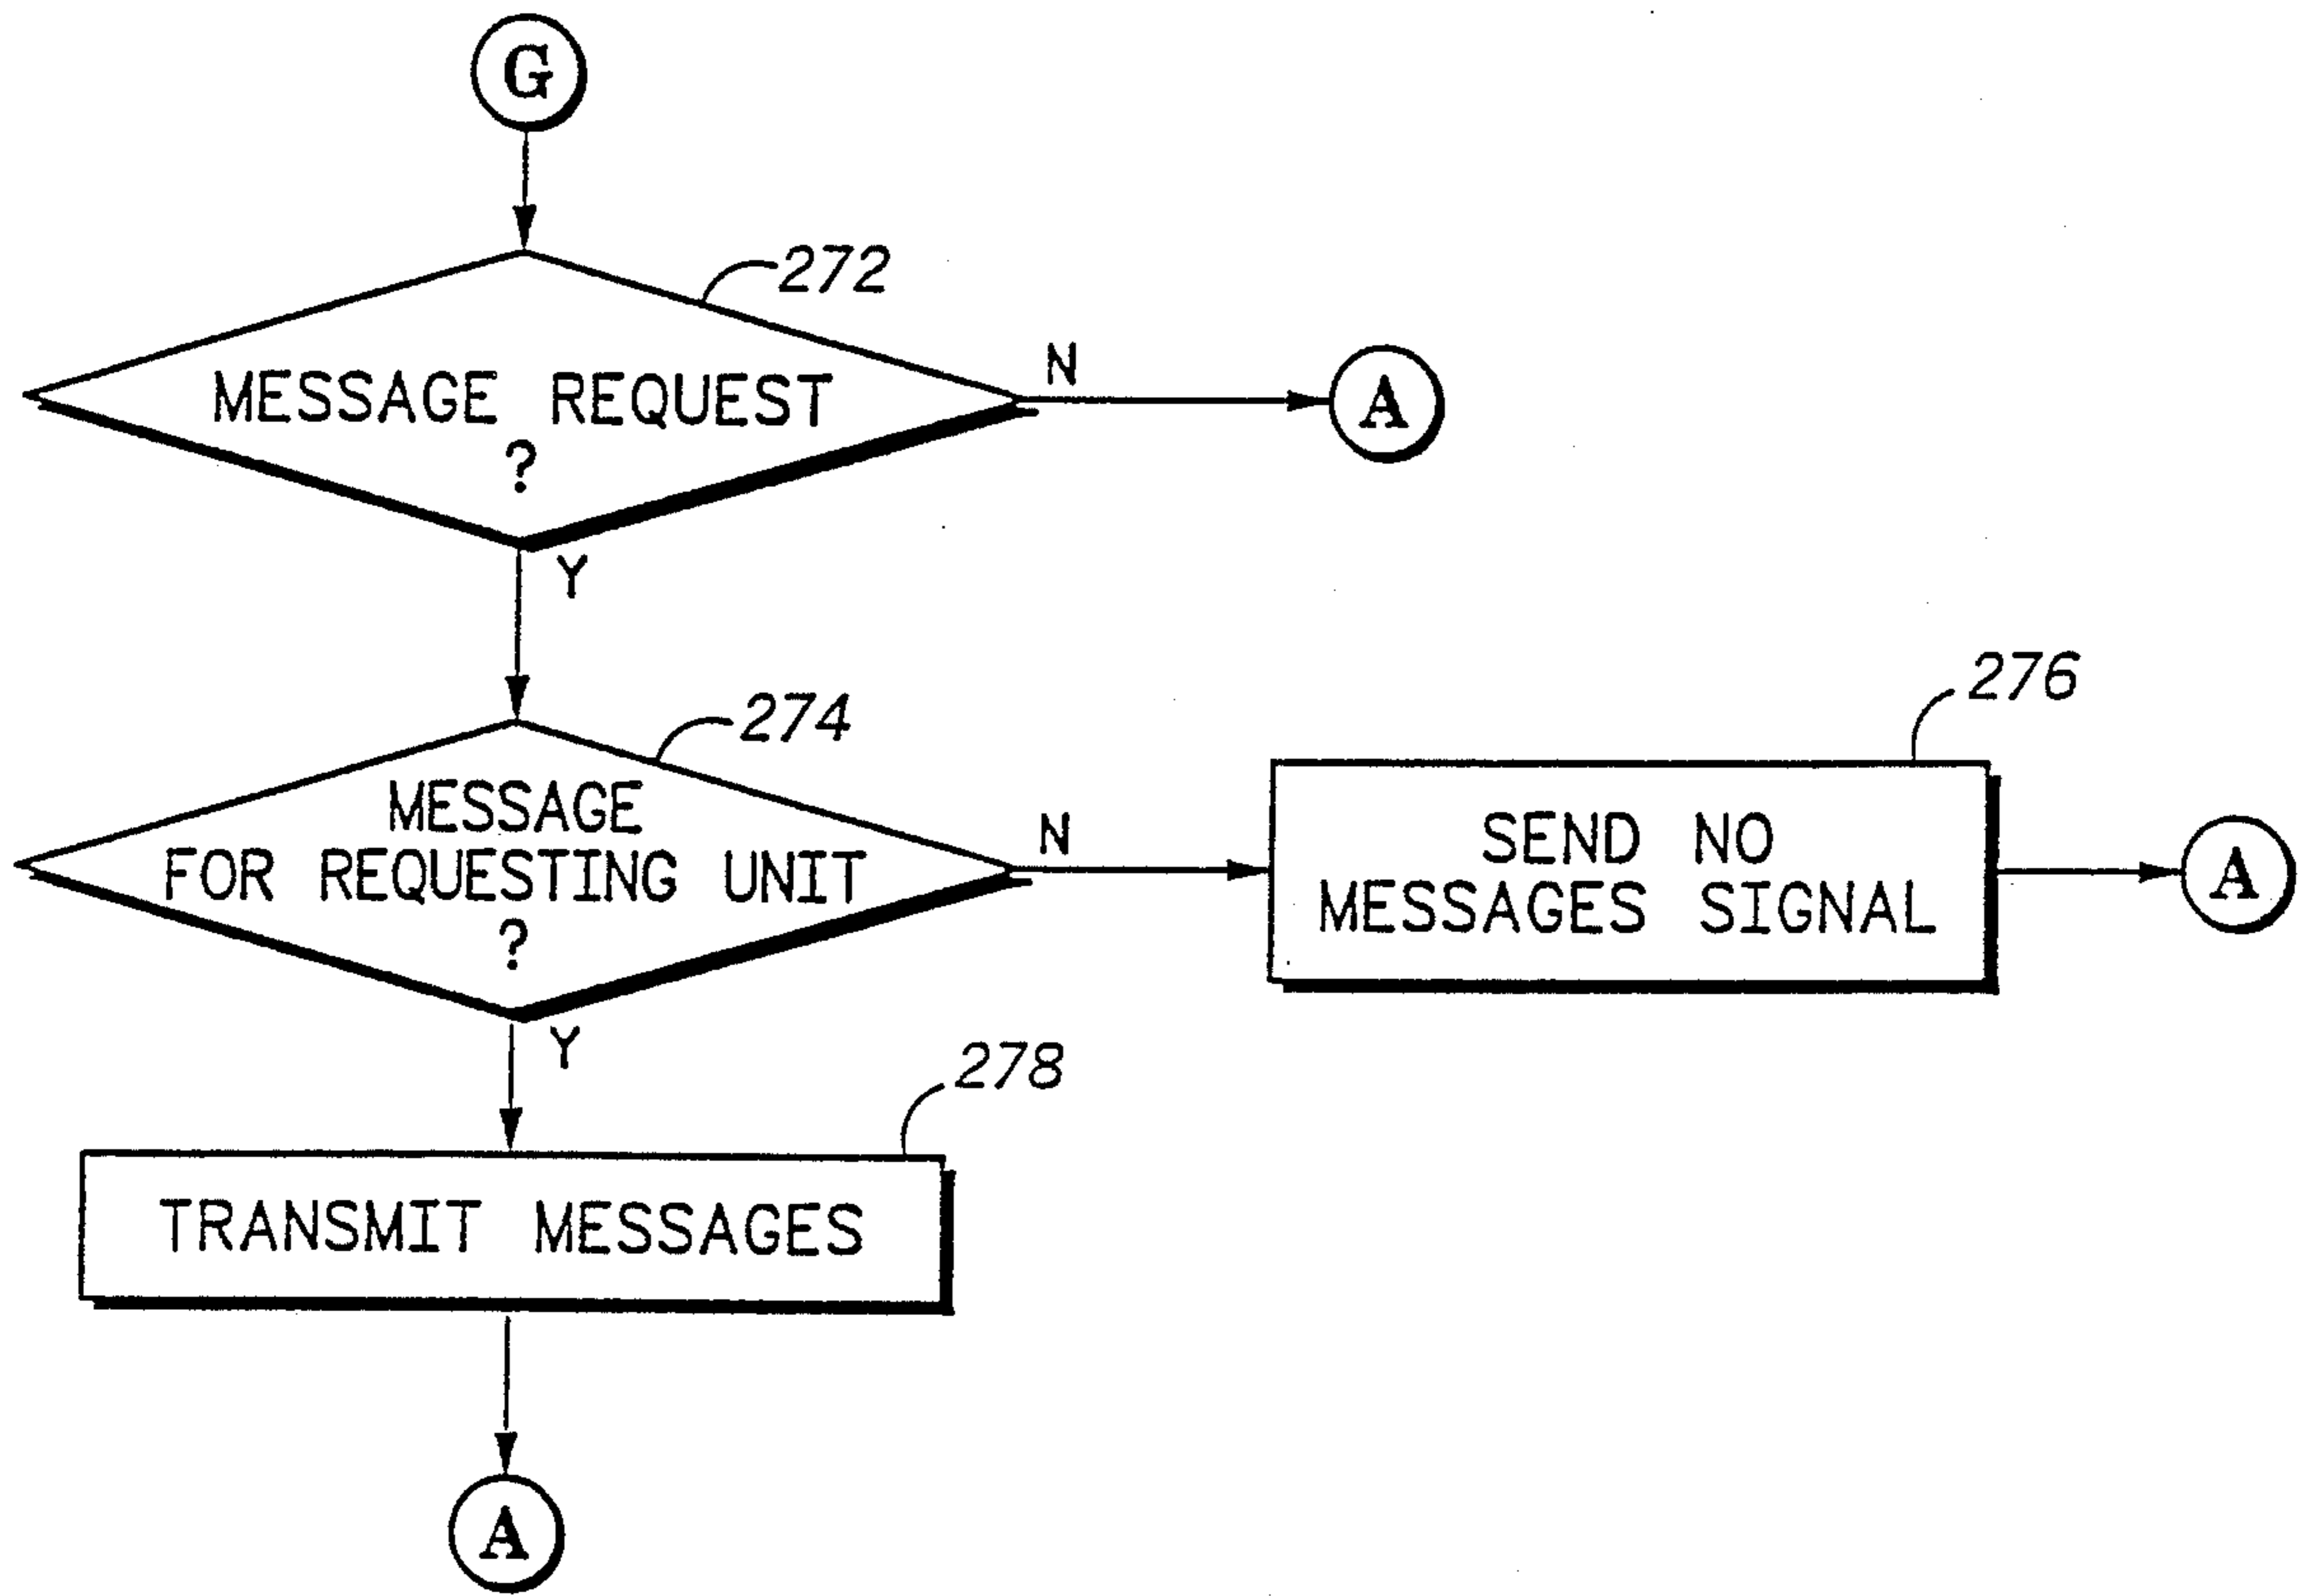 G
272
MESSAGE REQUEST
?
N
A
Y
274
MESSAGE
FOR REQUESTING UNIT
?
N
276
SEND NO
MESSAGES SIGNAL
A
Y
278
TRANSMIT MESSAGES
A